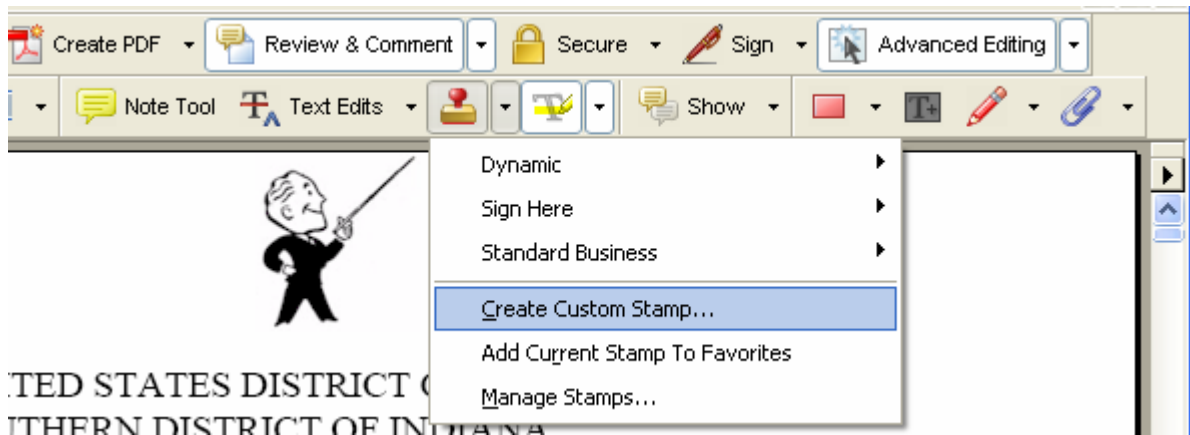 Create PDF Review & Comment Secure Sign Advanced Editing
Note Tool T A Text Edits T Show T+
Dynamic
Sign Here
Standard Business
Create Custom Stamp...
Add Current Stamp To Favorites
Manage Stamps...
TED STATES DISTRICT
THERN DISTRICT OF INDIANA